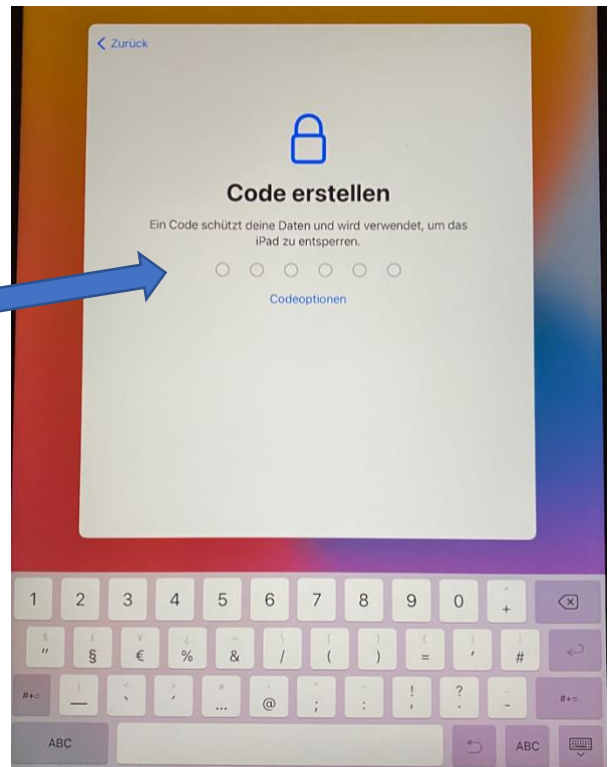 Zurück
Code erstellen
Ein Code schützt deine Daten und wird verwendet, um das
iPad zu entsperren.
Codeoptionen
1 2 3 4 5 6 7 8 9 0 +
" § € % & / ( ) = ' #
#+= _ ` ´ ... @ ; : ! , ? . - #+=
ABC ABC